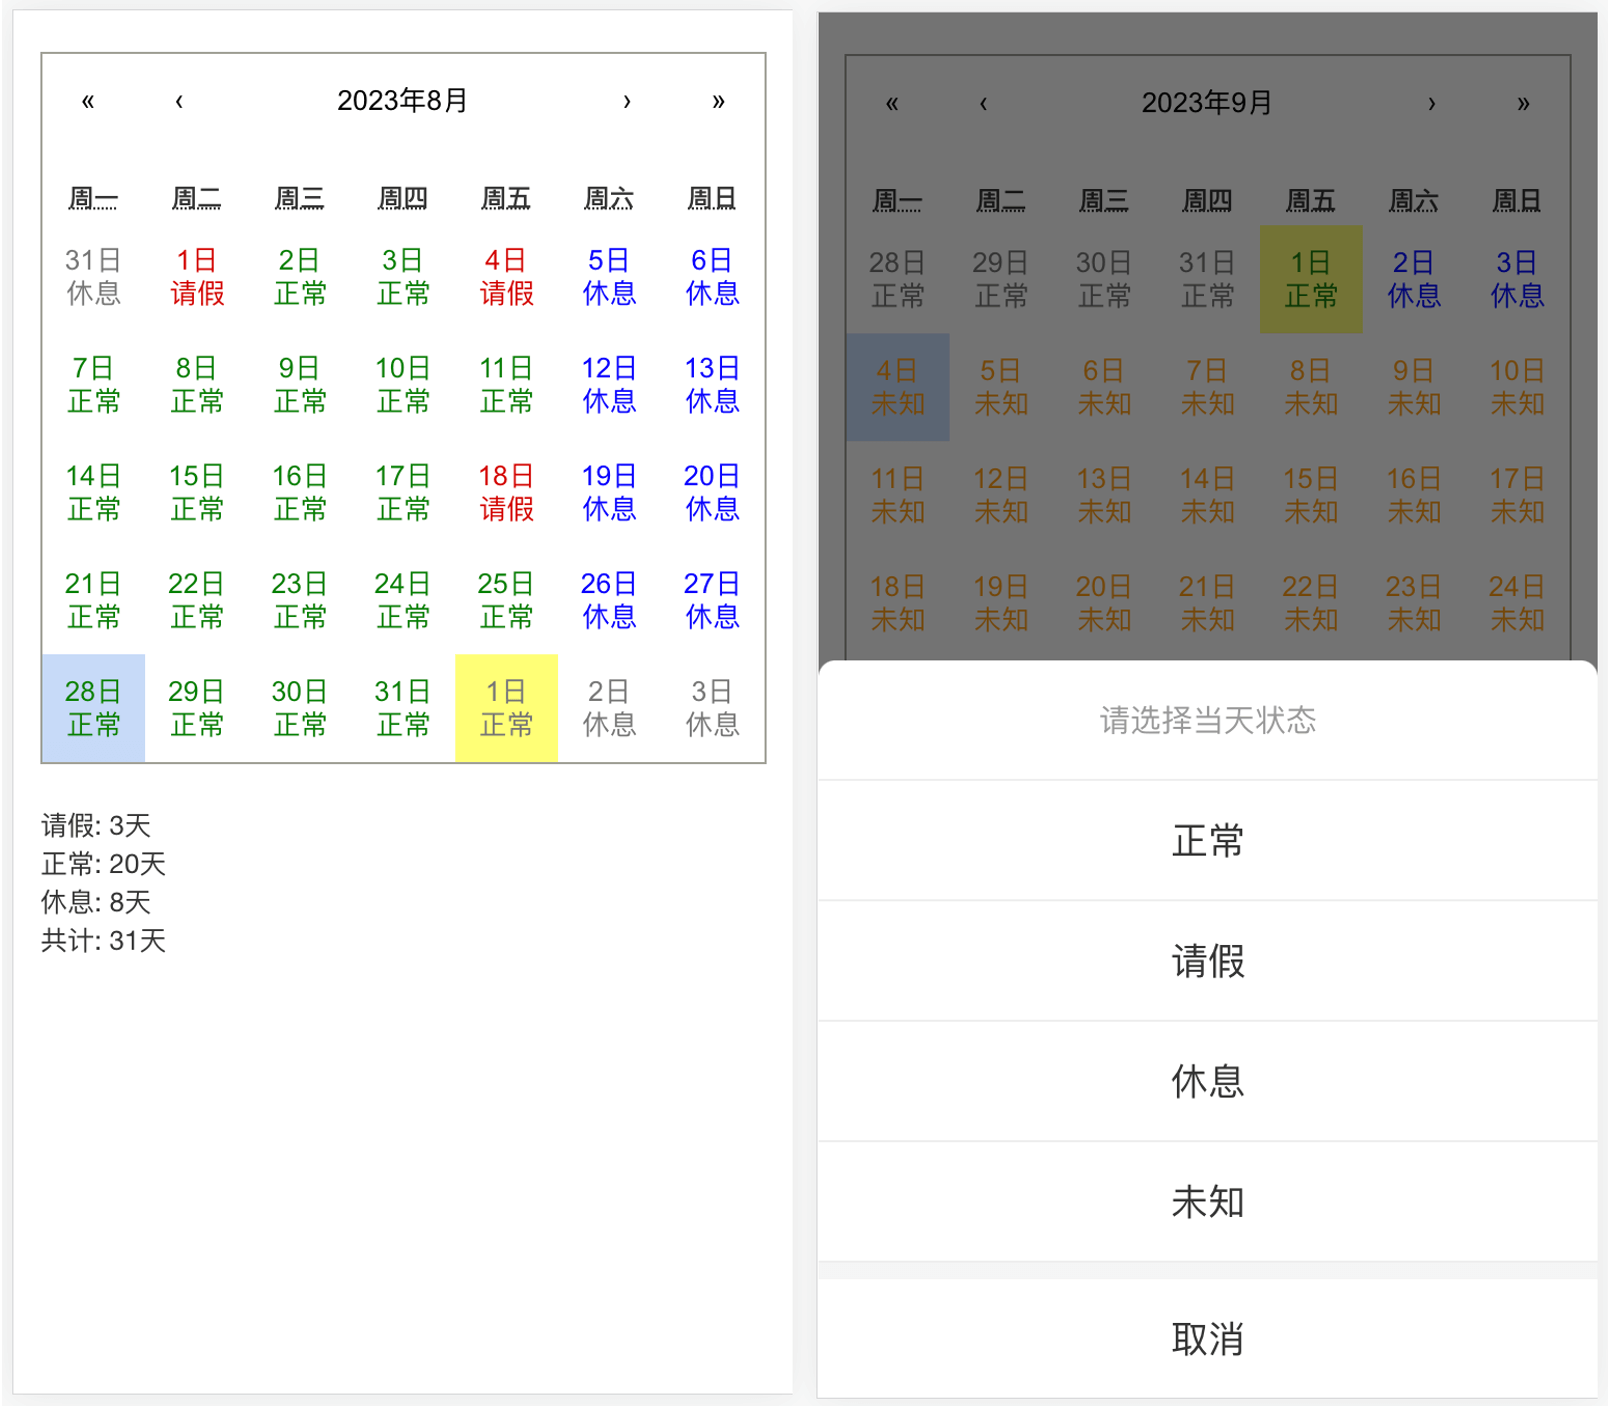 « ‹ 2023年8月 › »
周一 周二 周三 周四 周五 周六 周日
31日 1日 2日 3日 4日 5日 6日
休息 请假 正常 正常 请假 休息 休息
7日 8日 9日 10日 11日 12日 13日
正常 正常 正常 正常 正常 休息 休息
14日 15日 16日 17日 18日 19日 20日
正常 正常 正常 正常 请假 休息 休息
21日 22日 23日 24日 25日 26日 27日
正常 正常 正常 正常 正常 休息 休息
28日 29日 30日 31日 1日 2日 3日
正常 正常 正常 正常 正常 休息 休息
请假: 3天
正常: 20天
休息: 8天
共计: 31天
« ‹ 2023年9月 › »
周一 周二 周三 周四 周五 周六 周日
28日 29日 30日 31日 1日 2日 3日
正常 正常 正常 正常 正常 休息 休息
4日 5日 6日 7日 8日 9日 10日
未知 未知 未知 未知 未知 未知 未知
11日 12日 13日 14日 15日 16日 17日
未知 未知 未知 未知 未知 未知 未知
18日 19日 20日 21日 22日 23日 24日
未知 未知 未知 未知 未知 未知 未知
请选择当天状态
正常
请假
休息
未知
取消